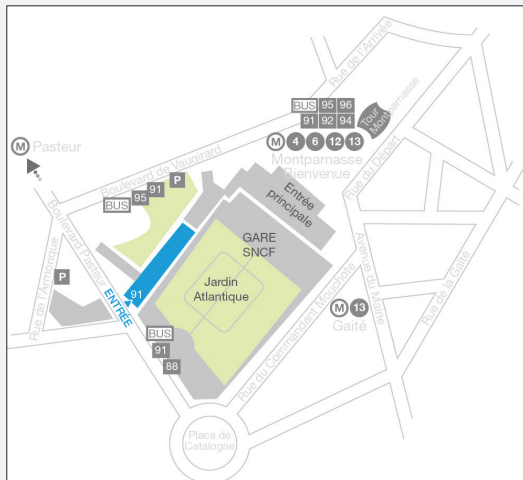 Rue de l'Arrivée
BUS 95 96
91 92 94
Tour
Montparnasse
M 4 6 12 13
Montparnasse
Bienvenue
M Pasteur
Boulevard de Vaugirard
P
91
95
BUS
Rue du Départ
Entrée
principale
GARE
SNCF
Boulevard Pasteur
ENTRÉE
91
P
Rue de l'Armorique
Jardin
Atlantique
Avenue du Maine
Rue de la Gaîté
M 13
Gaité
Rue du Commandant Mouchote
BUS
91
88
Place de
Catalogne